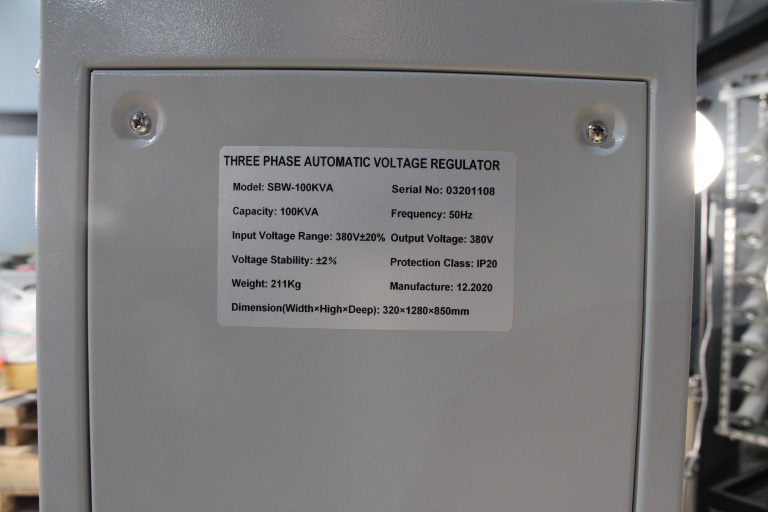 THREE PHASE AUTOMATIC VOLTAGE REGULATOR
Model: SBW-100KVA Serial No: 03201108
Capacity: 100KVA Frequency: 50Hz
Input Voltage Range: 380V±20% Output Voltage: 380V
Voltage Stability: ±2% Protection Class: IP20
Weight: 211Kg Manufacture: 12.2020
Dimension(Width×High×Deep): 320×1280×850mm